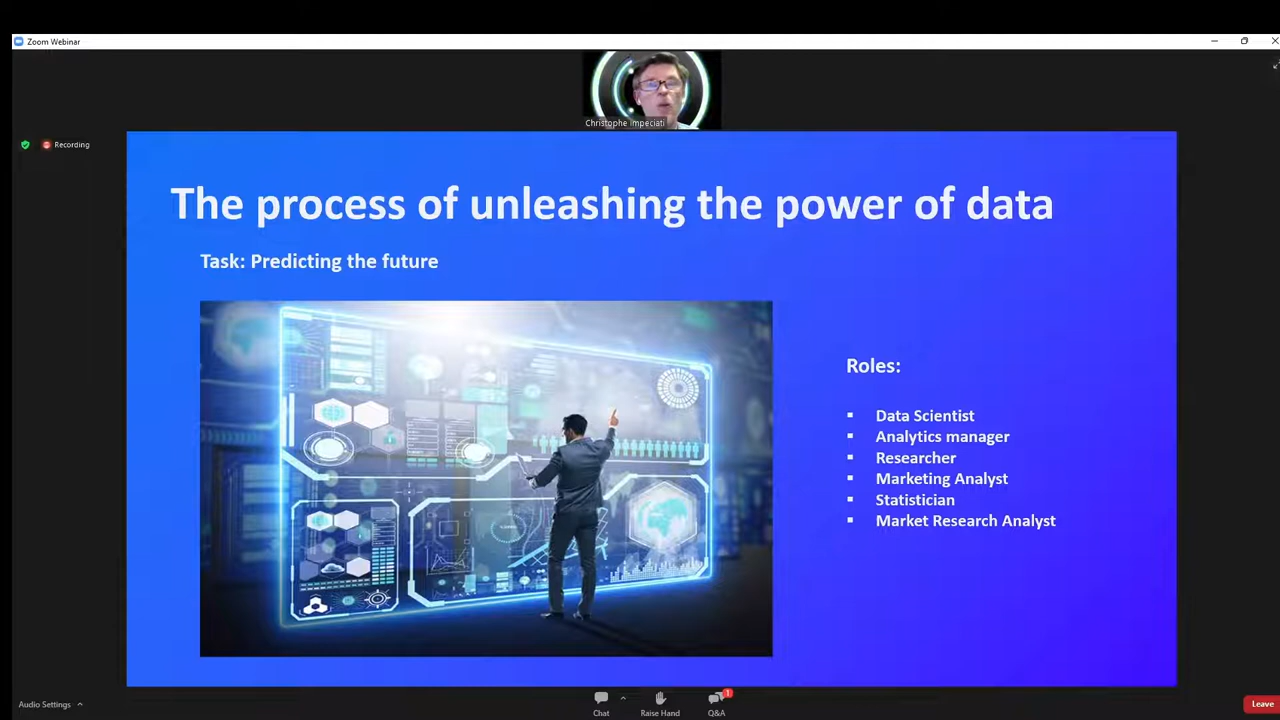 Zoom Webinar
Christophe Impeciati
Recording
The process of unleashing the power of data
Task: Predicting the future
Roles:
▪ Data Scientist
▪ Analytics manager
▪ Researcher
▪ Marketing Analyst
▪ Statistician
▪ Market Research Analyst
Audio Settings
Chat
Raise Hand
1
Q&A
Leave